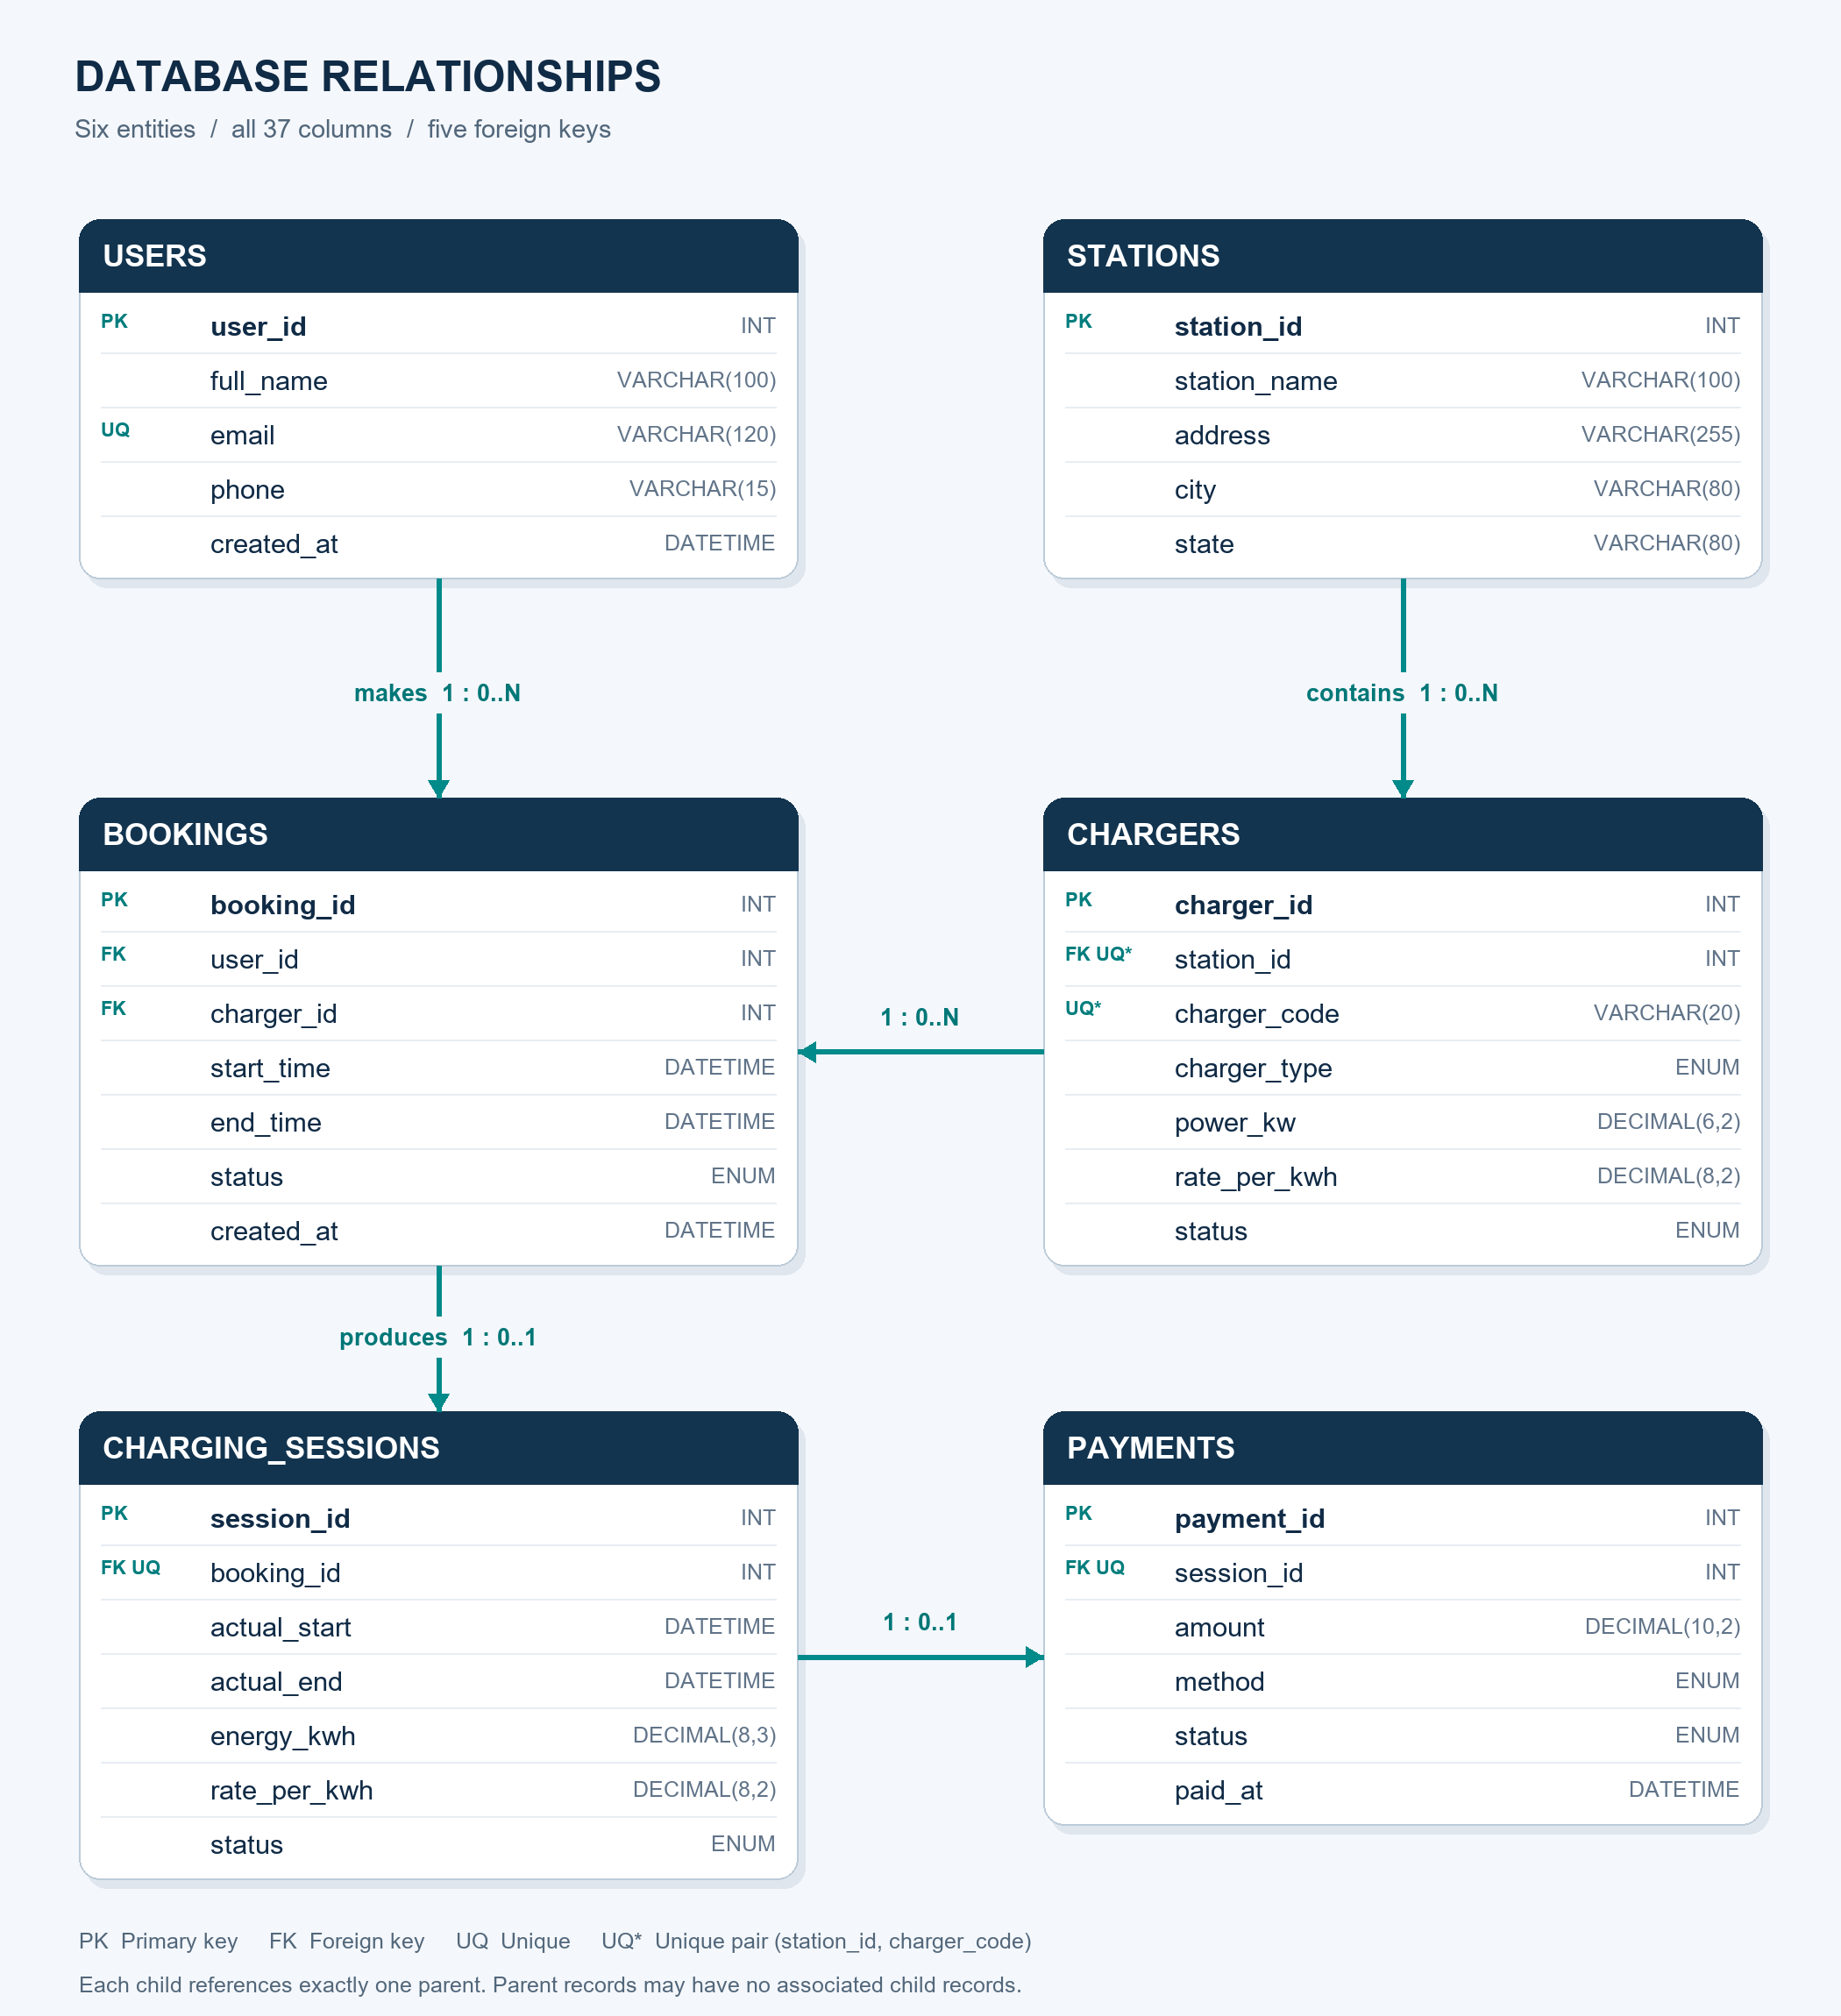 DATABASE RELATIONSHIPS
Six entities / all 37 columns / five foreign keys
USERS
PK user_id INT
full_name VARCHAR(100)
UQ email VARCHAR(120)
phone VARCHAR(15)
created_at DATETIME
STATIONS
PK station_id INT
station_name VARCHAR(100)
address VARCHAR(255)
city VARCHAR(80)
state VARCHAR(80)
makes 1 : 0..N
contains 1 : 0..N
BOOKINGS
PK booking_id INT
FK user_id INT
FK charger_id INT
start_time DATETIME
end_time DATETIME
status ENUM
created_at DATETIME
1 : 0..N
CHARGERS
PK charger_id INT
FK UQ* station_id INT
UQ* charger_code VARCHAR(20)
charger_type ENUM
power_kw DECIMAL(6,2)
rate_per_kwh DECIMAL(8,2)
status ENUM
produces 1 : 0..1
CHARGING_SESSIONS
PK session_id INT
FK UQ booking_id INT
actual_start DATETIME
actual_end DATETIME
energy_kwh DECIMAL(8,3)
rate_per_kwh DECIMAL(8,2)
status ENUM
1 : 0..1
PAYMENTS
PK payment_id INT
FK UQ session_id INT
amount DECIMAL(10,2)
method ENUM
status ENUM
paid_at DATETIME
PK Primary key FK Foreign key UQ Unique UQ* Unique pair (station_id, charger_code)
Each child references exactly one parent. Parent records may have no associated child records.